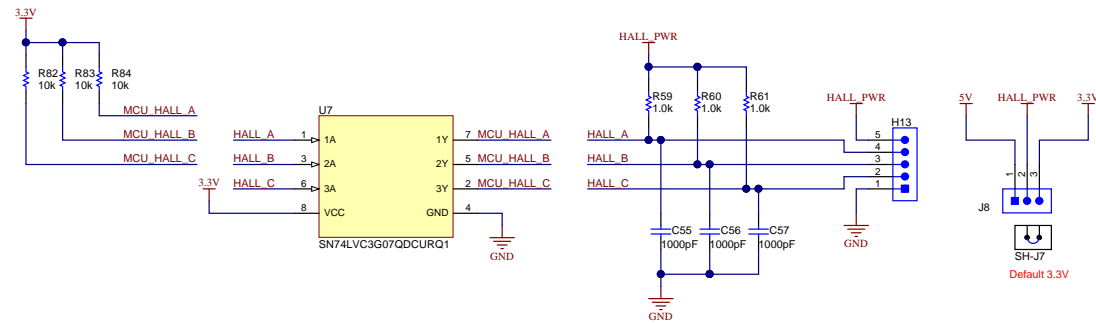 3.3V
R82
10k
R83
10k
R84
10k
MCU_HALL_A
MCU_HALL_B
MCU_HALL_C
U7
HALL_A 1 1A 1Y 7 MCU_HALL_A
HALL_B 3 2A 2Y 5 MCU_HALL_B
HALL_C 6 3A 3Y 2 MCU_HALL_C
3.3V
8 VCC GND 4
SN74LVC3G07QDCURQ1
GND
HALL_PWR
R59
1.0k
R60
1.0k
R61
1.0k
HALL_A
HALL_B
HALL_C
C55
1000pF
C56
1000pF
C57
1000pF
GND
HALL_PWR
H13
5
4
3
2
1
GND
5V
HALL_PWR
3.3V
1
2
3
J8
SH-J7
Default 3.3V